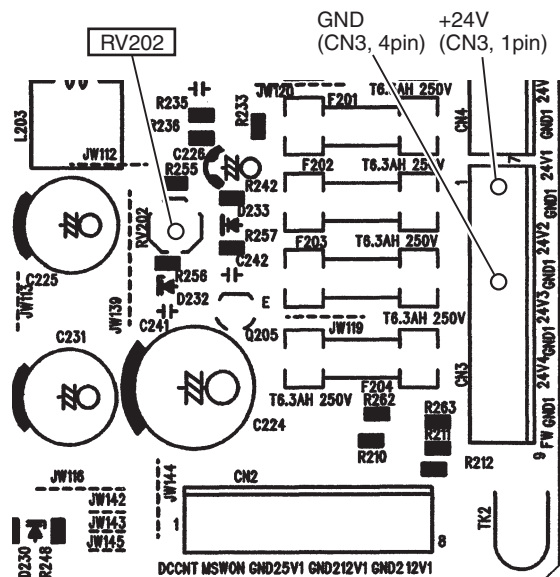 GND
(CN3, 4pin)
+24V
(CN3, 1pin)
RV202
JW120
T6.3AH 250V
F201
R235
R236
R233
L203
JW112
C226
R255
R242
F202
T6.3AH 250V
CN4
GND1 24V
7
1
24V1
D233
RV202
R257
F203
T6.3AH 250V
GND1
24V2
C225
R256
C242
JW113
JW139
D232
E
GND1
24V3
C241
Q205
JW119
T6.3AH 250V
C231
GND1
24V4
CN3
F204
T6.3AH 250V
R262
R263
C224
R211
R210
R212
GND1
FW
9
JW116
JW144
CN2
JW142
JW143
JW145
1
8
TK2
D230
R248
DCCNT MSWON GND25V1 GND212V1 GND212V1